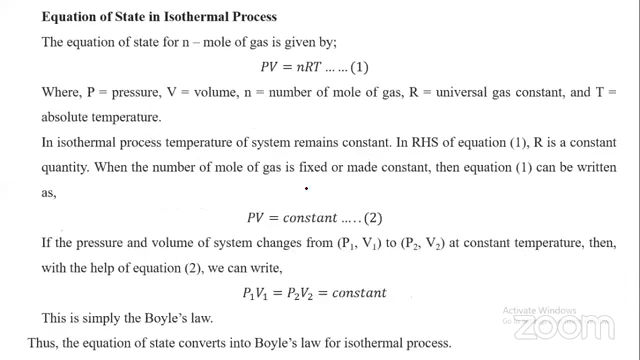 Equation of State in Isothermal Process
The equation of state for n – mole of gas is given by;
PV = nRT … … (1)
Where, P = pressure, V = volume, n = number of mole of gas, R = universal gas constant, and T =
absolute temperature.
In isothermal process temperature of system remains constant. In RHS of equation (1), R is a constant
quantity. When the number of mole of gas is fixed or made constant, then equation (1) can be written
as,
PV = constant … . . (2)
If the pressure and volume of system changes from (P₁, V₁) to (P₂, V₂) at constant temperature, then,
with the help of equation (2), we can write,
P₁V₁ = P₂V₂ = constant
This is simply the Boyle's law.
Activate Windows
Go to
zoom
Thus, the equation of state converts into Boyle's law for isothermal process.